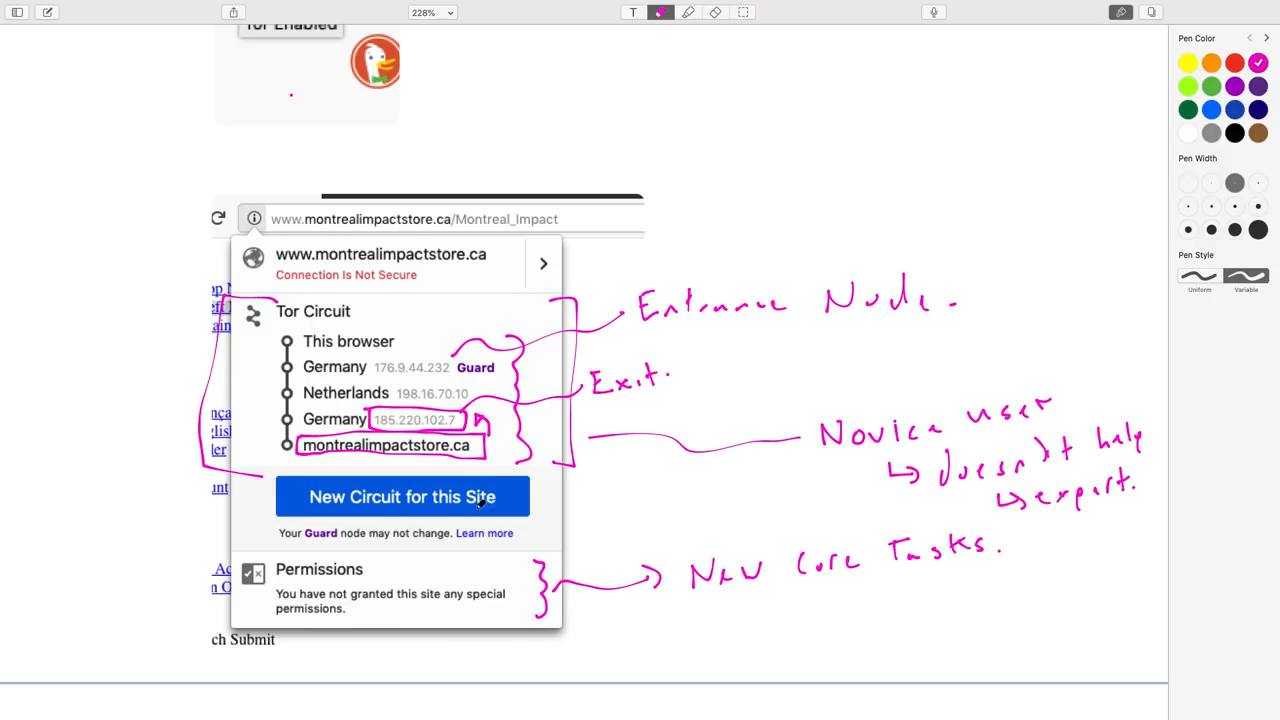 228%
T
Tor Enabled
Pen Color
Pen Width
Pen Style
Uniform
Variable
www.montrealimpactstore.ca/Montreal_Impact
www.montrealimpactstore.ca
Connection Is Not Secure
Tor Circuit
This browser
Germany 176.9.44.232 Guard
Netherlands 198.16.70.10
Germany 185.220.102.7
montrealimpactstore.ca
New Circuit for this Site
Your Guard node may not change. Learn more
Permissions
You have not granted this site any special
permissions.
ch Submit
Entrance Node.
Exit.
Novice user
↳ doesn't help
↳ expert.
New Core Tasks.